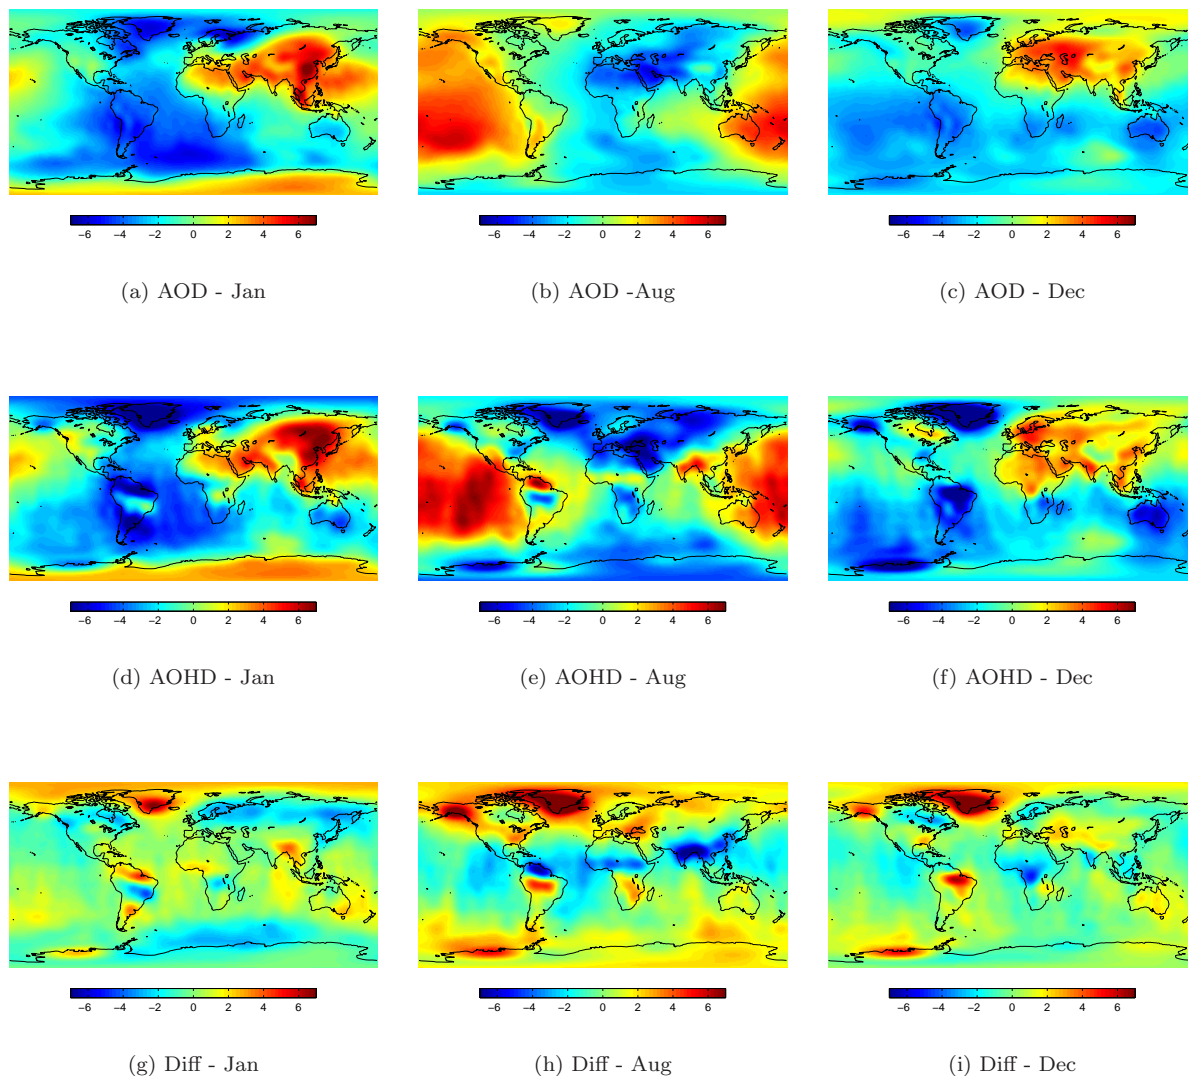 −6 −4 −2 0 2 4 6 −6 −4 −2 0 2 4 6 −6 −4 −2 0 2 4 6
(a) AOD - Jan (b) AOD -Aug (c) AOD - Dec
−6 −4 −2 0 2 4 6 −6 −4 −2 0 2 4 6 −6 −4 −2 0 2 4 6
(d) AOHD - Jan (e) AOHD - Aug (f) AOHD - Dec
−6 −4 −2 0 2 4 6 −6 −4 −2 0 2 4 6 −6 −4 −2 0 2 4 6
(g) Diff - Jan (h) Diff - Aug (i) Diff - Dec